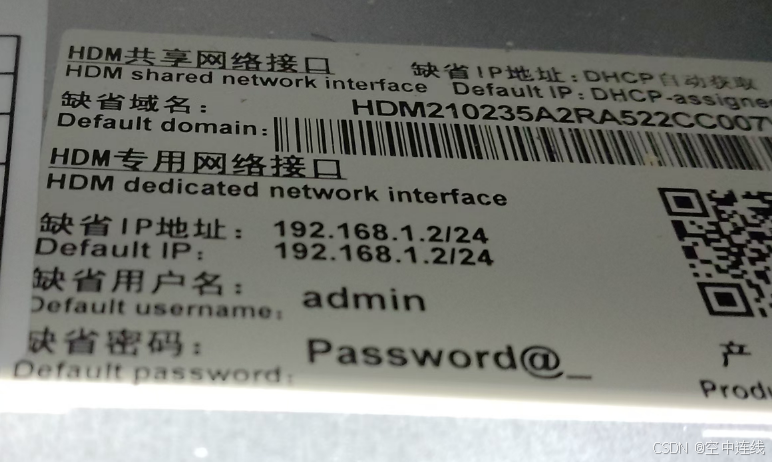 HDM共享网络接口
HDM shared network interface
缺省IP地址:DHCP自动获取
Default IP:DHCP-assigned
缺省域名:
Default domain:
HDM210235A2RA522CC007
HDM专用网络接口
HDM dedicated network interface
缺省IP地址: 192.168.1.2/24
Default IP: 192.168.1.2/24
缺省用户名:
Default username: admin
缺省密码:
Default password: Password@_
产
Produ
CSDN @空中连线